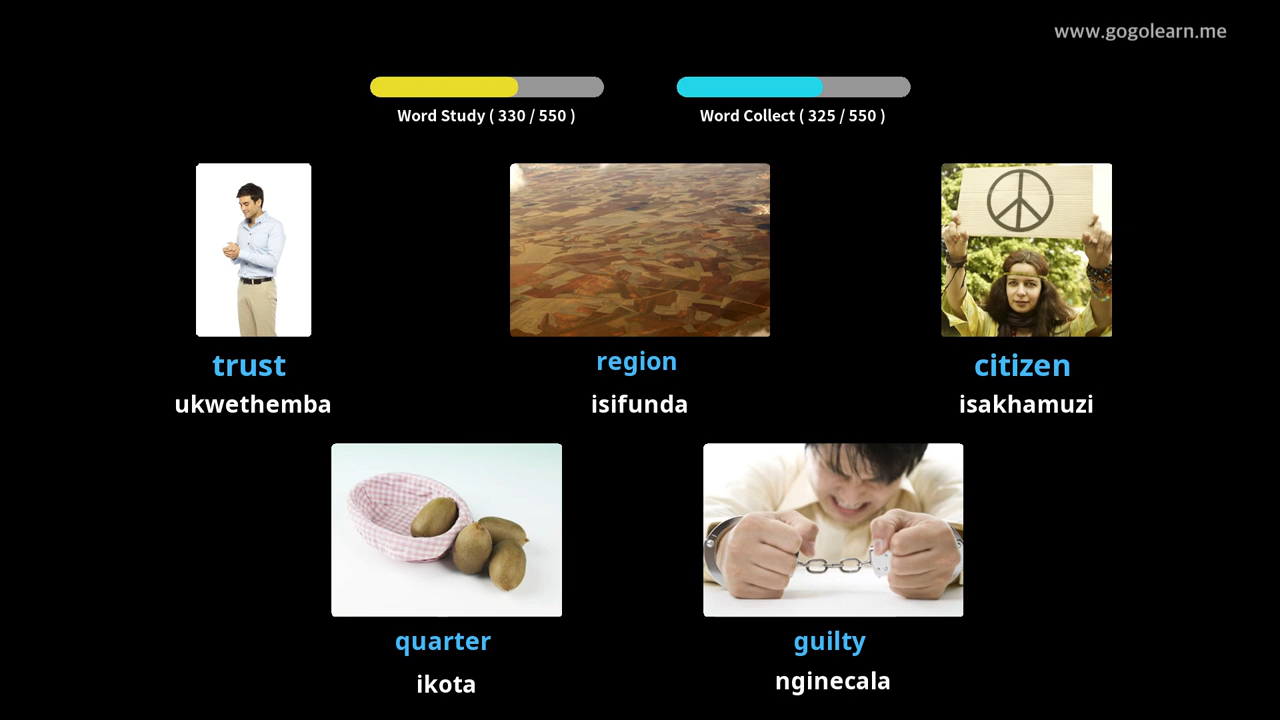 www.gogolearn.me
Word Study ( 330 / 550 )
Word Collect ( 325 / 550 )
trust
ukwethemba
region
isifunda
citizen
isakhamuzi
quarter
ikota
guilty
nginecala